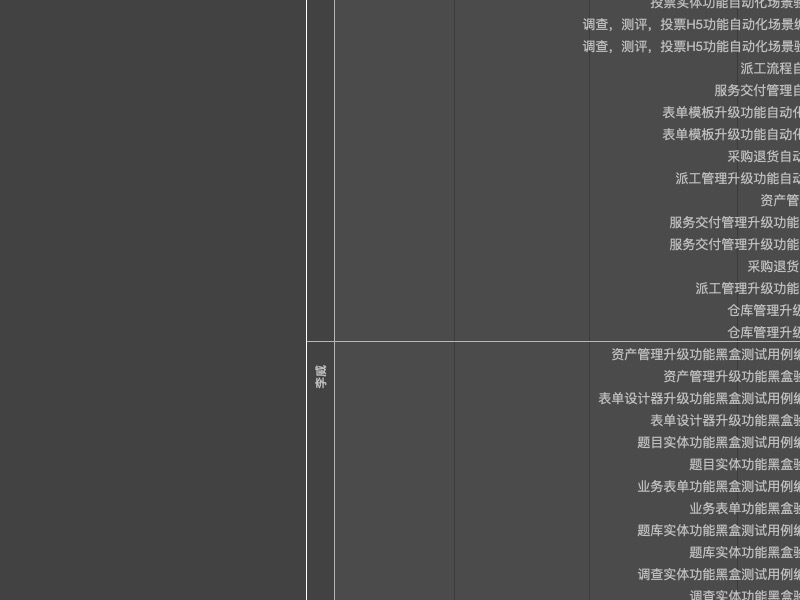 投票实体功能自动化场景
调查，测评，投票H5功能自动化场景
调查，测评，投票H5功能自动化场景
派工流程自
服务交付管理自
表单模板升级功能自动化
表单模板升级功能自动化
采购退货自动
派工管理升级功能自动
资产管
服务交付管理升级功能
服务交付管理升级功能
采购退货
派工管理升级功能
仓库管理升级
仓库管理升级
李威
资产管理升级功能黑盒测试用例
资产管理升级功能黑盒
表单设计器升级功能黑盒测试用例
表单设计器升级功能黑盒
题目实体功能黑盒测试用例
题目实体功能黑盒
业务表单功能黑盒测试用例
业务表单功能黑盒
题库实体功能黑盒测试用例
题库实体功能黑盒
调查实体功能黑盒测试用例
调查实体功能黑盒